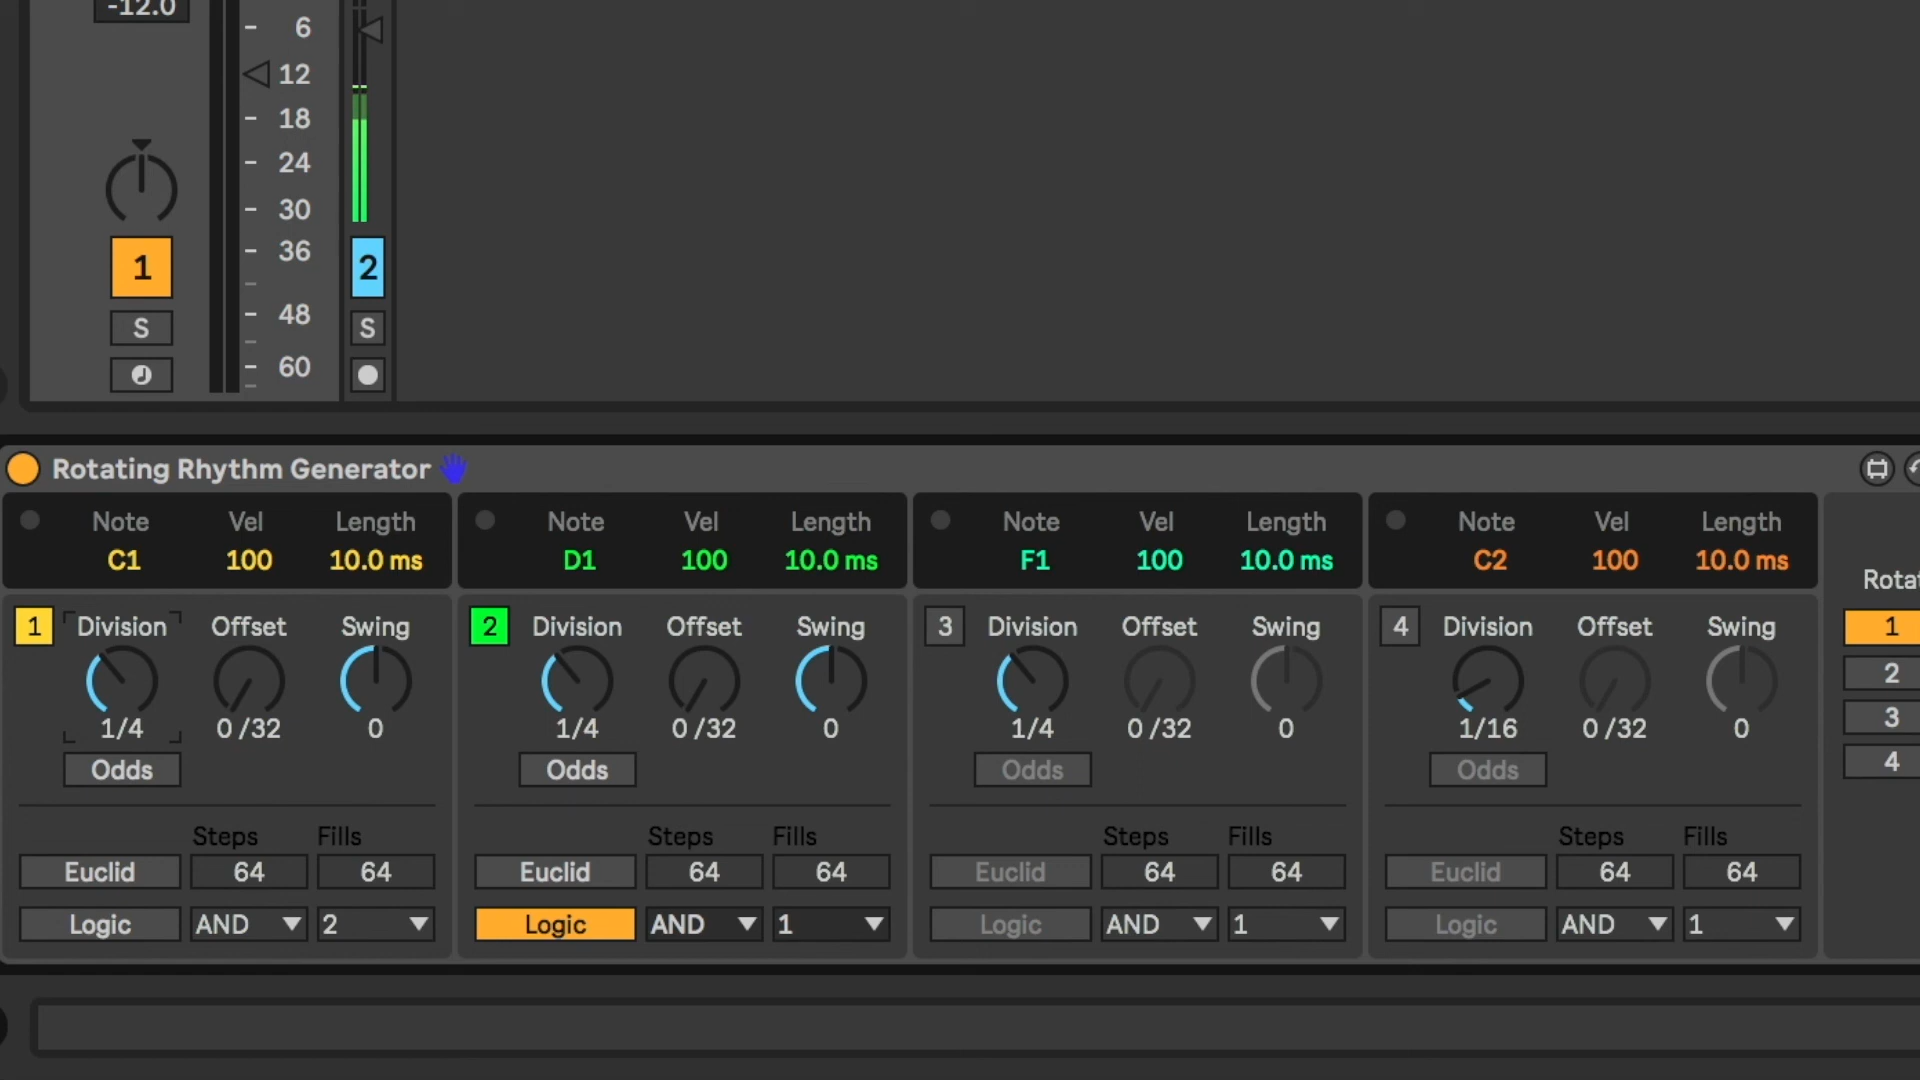 -12.0
6
12
18
24
30
36
48
60
1
2
S
S
Rotating Rhythm Generator
Note Vel Length
C1 100 10.0 ms
1 Division Offset Swing
1/4 0 /32 0
Odds
Steps Fills
Euclid 64 64
Logic AND 2
Note Vel Length
D1 100 10.0 ms
2 Division Offset Swing
1/4 0 /32 0
Odds
Steps Fills
Euclid 64 64
Logic AND 1
Note Vel Length
F1 100 10.0 ms
3 Division Offset Swing
1/4 0 /32 0
Odds
Steps Fills
Euclid 64 64
Logic AND 1
Note Vel Length
C2 100 10.0 ms
4 Division Offset Swing
1/16 0 /32 0
Odds
Steps Fills
Euclid 64 64
Logic AND 1
1
2
3
4